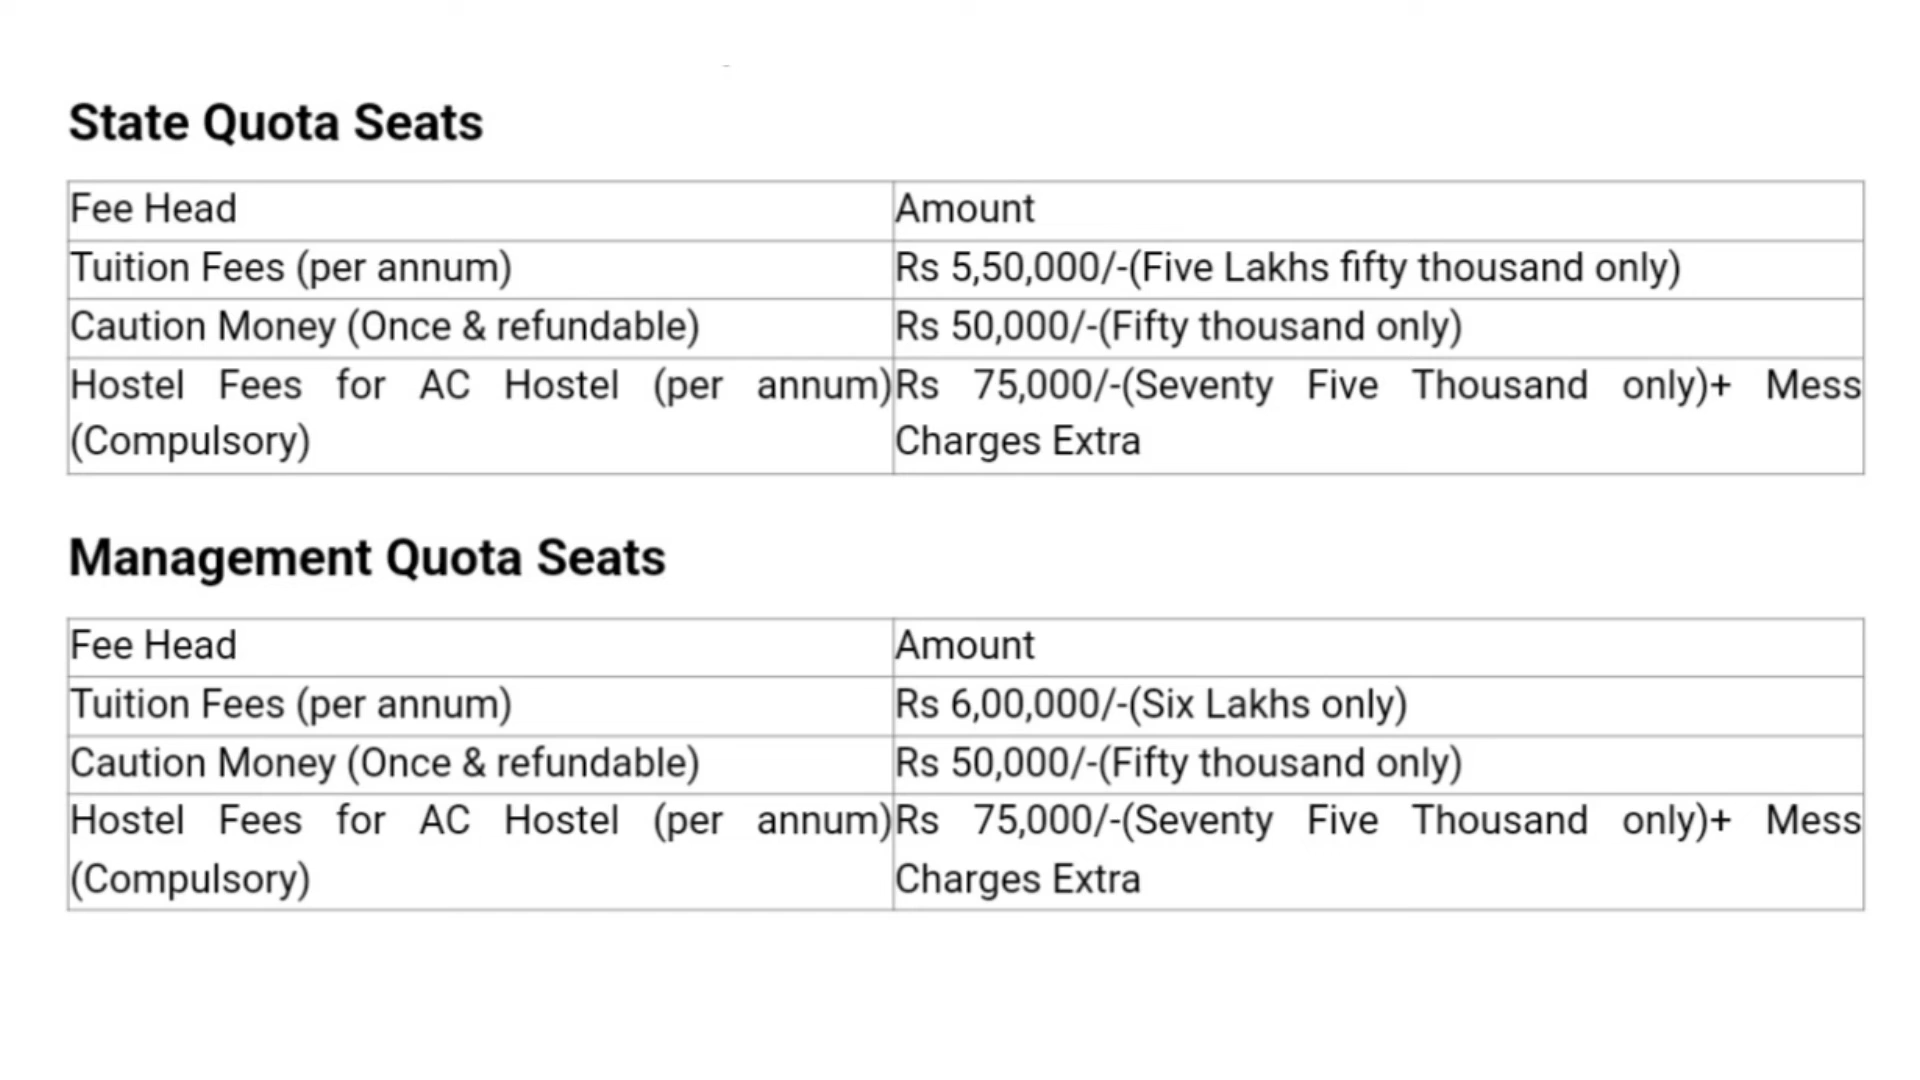 State Quota Seats
Fee Head Amount
Tuition Fees (per annum) Rs 5,50,000/-(Five Lakhs fifty thousand only)
Caution Money (Once & refundable) Rs 50,000/-(Fifty thousand only)
Hostel Fees for AC Hostel (per annum) Rs 75,000/-(Seventy Five Thousand only)+ Mess
(Compulsory) Charges Extra
Management Quota Seats
Fee Head Amount
Tuition Fees (per annum) Rs 6,00,000/-(Six Lakhs only)
Caution Money (Once & refundable) Rs 50,000/-(Fifty thousand only)
Hostel Fees for AC Hostel (per annum) Rs 75,000/-(Seventy Five Thousand only)+ Mess
(Compulsory) Charges Extra